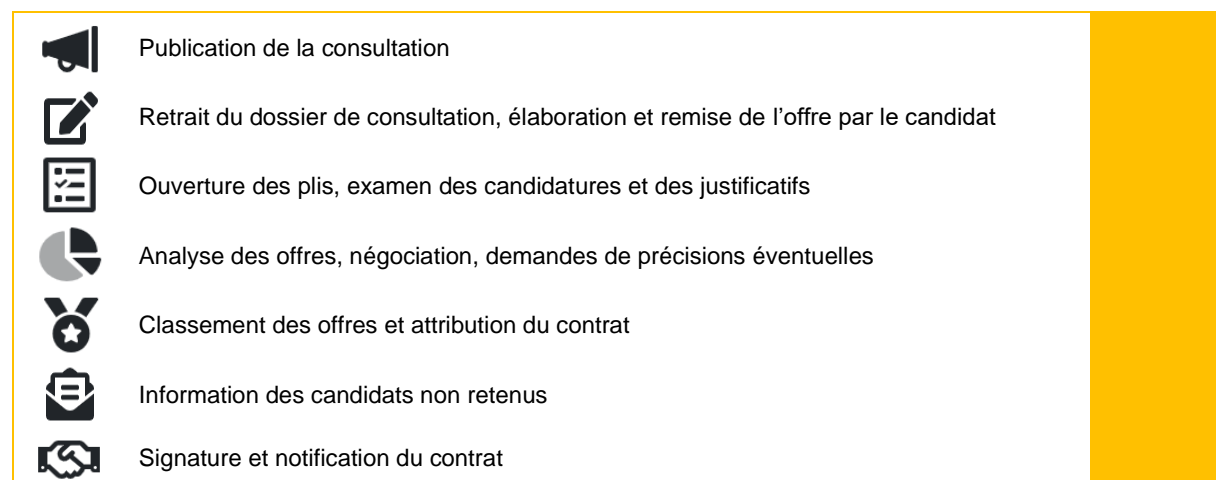 Publication de la consultation
Retrait du dossier de consultation, élaboration et remise de l’offre par le candidat
Ouverture des plis, examen des candidatures et des justificatifs
Analyse des offres, négociation, demandes de précisions éventuelles
Classement des offres et attribution du contrat
Information des candidats non retenus
Signature et notification du contrat